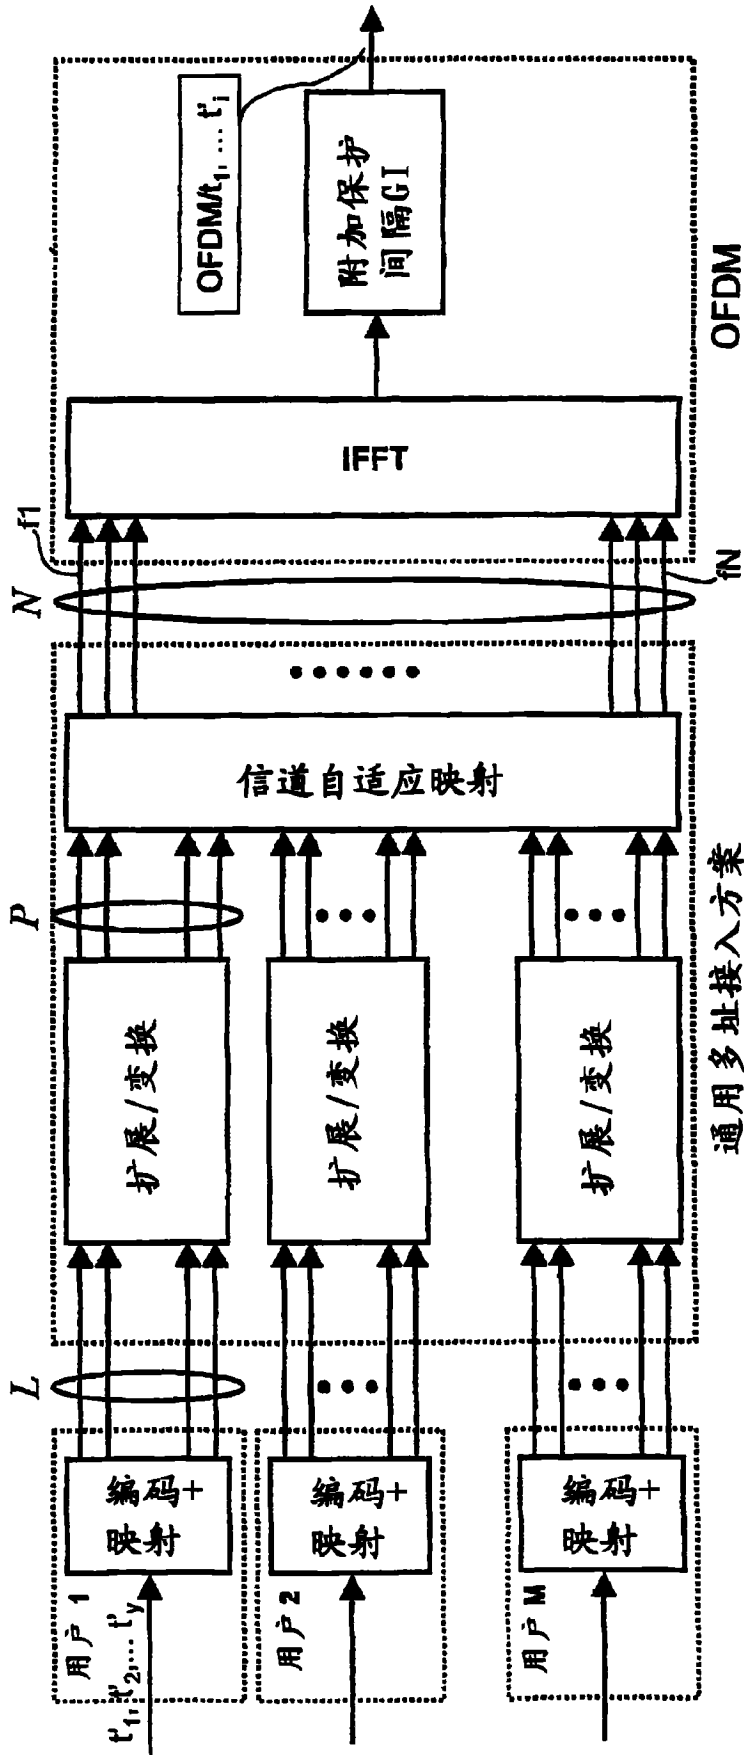 t'1, t'2,... t'y
用户 1
编码+
映射
用户 2
编码+
映射
用户 M
编码+
映射
L
扩展/变换
扩展/变换
扩展/变换
P
信道自适应映射
通用多址接入方案
N
f1
fN
IFFT
附加保护
间隔GI
OFDM/t'1, ... t'i
OFDM